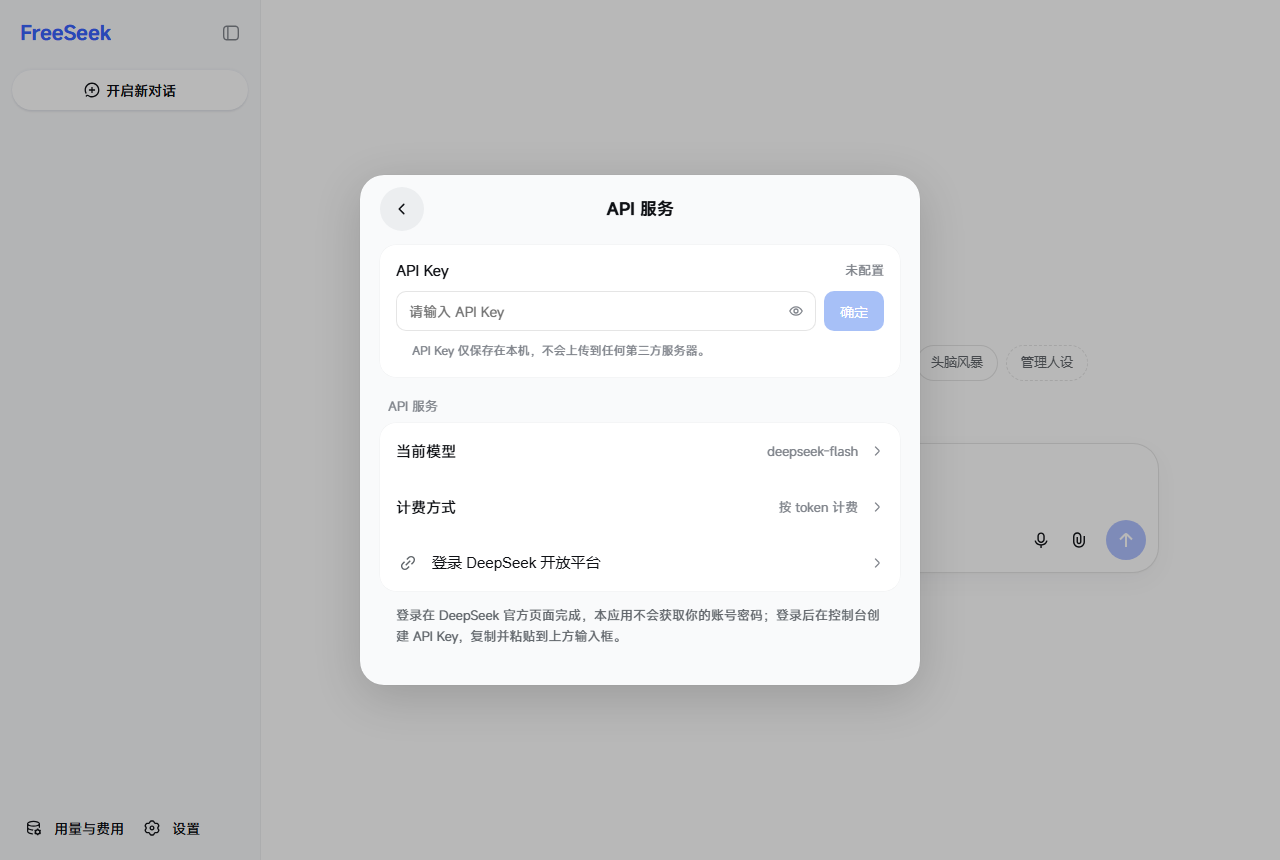 FreeSeek
开启新对话
API 服务
API Key
未配置
请输入 API Key
确定
API Key 仅保存在本机，不会上传到任何第三方服务器。
头脑风暴
管理人设
API 服务
当前模型
deepseek-flash
计费方式
按 token 计费
登录 DeepSeek 开放平台
登录在 DeepSeek 官方页面完成，本应用不会获取你的账号密码；登录后在控制台创
建 API Key，复制并粘贴到上方输入框。
用量与费用
设置